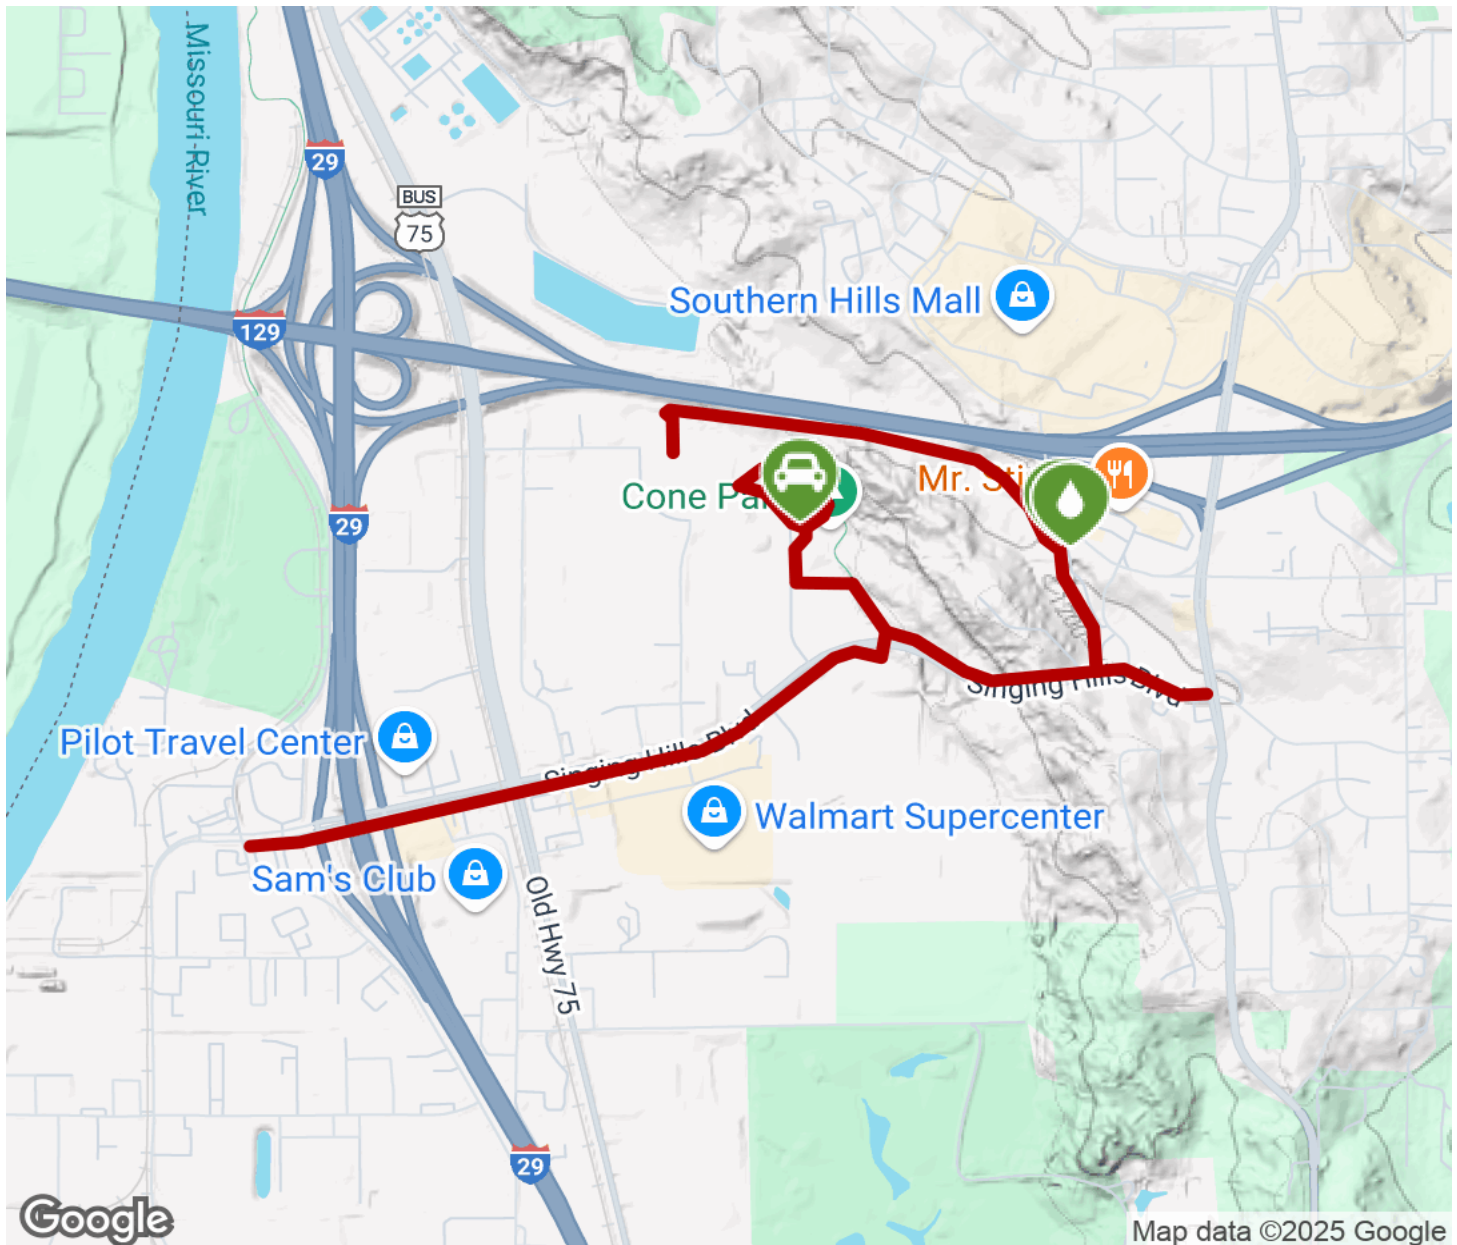 Missouri River
29
BUS
75
Southern Hills Mall
129
Mr. Sti
Cone Pa
29
Singing Hills Blvd
Pilot Travel Center
Singing Hills Blvd
Walmart Supercenter
Sam's Club
Old Hwy 75
29
Google
Map data ©2025 Google